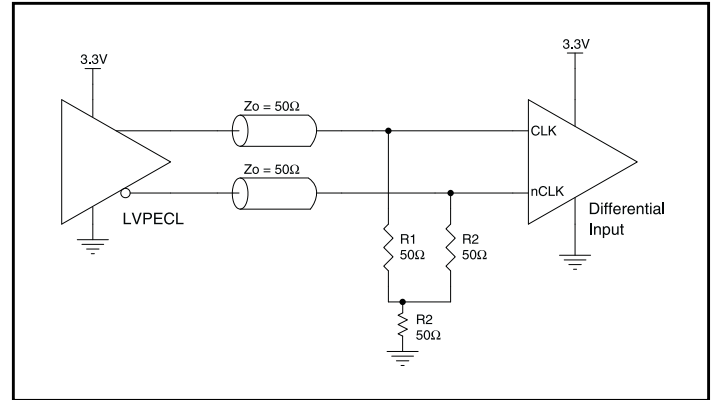 3.3V
3.3V
Zo = 50Ω
CLK
Zo = 50Ω
nCLK
LVPECL
Differential
Input
R1
50Ω
R2
50Ω
R2
50Ω